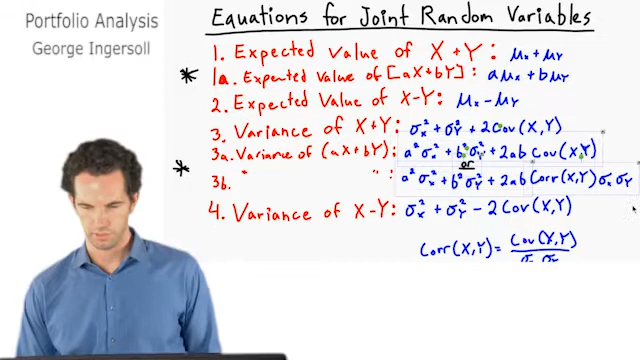 Portfolio Analysis
George Ingersoll
Equations for Joint Random Variables
1. Expected Value of X+Y: μx + μY
* 1a. Expected Value of [aX+bY]: aμx + bμY
2. Expected Value of X-Y: μx - μY
3. Variance of X+Y: σx² + σY² + 2Cov(X,Y)
* 3a. Variance of (aX+bY): a²σx² + b²σY² + 2ab Cov(X,Y)
or
3b. " " : a²σx² + b²σY² + 2ab Corr(X,Y)σxσY
4. Variance of X-Y: σx² + σY² - 2Cov(X,Y)
Corr(X,Y) = Cov(X,Y) / σx σY